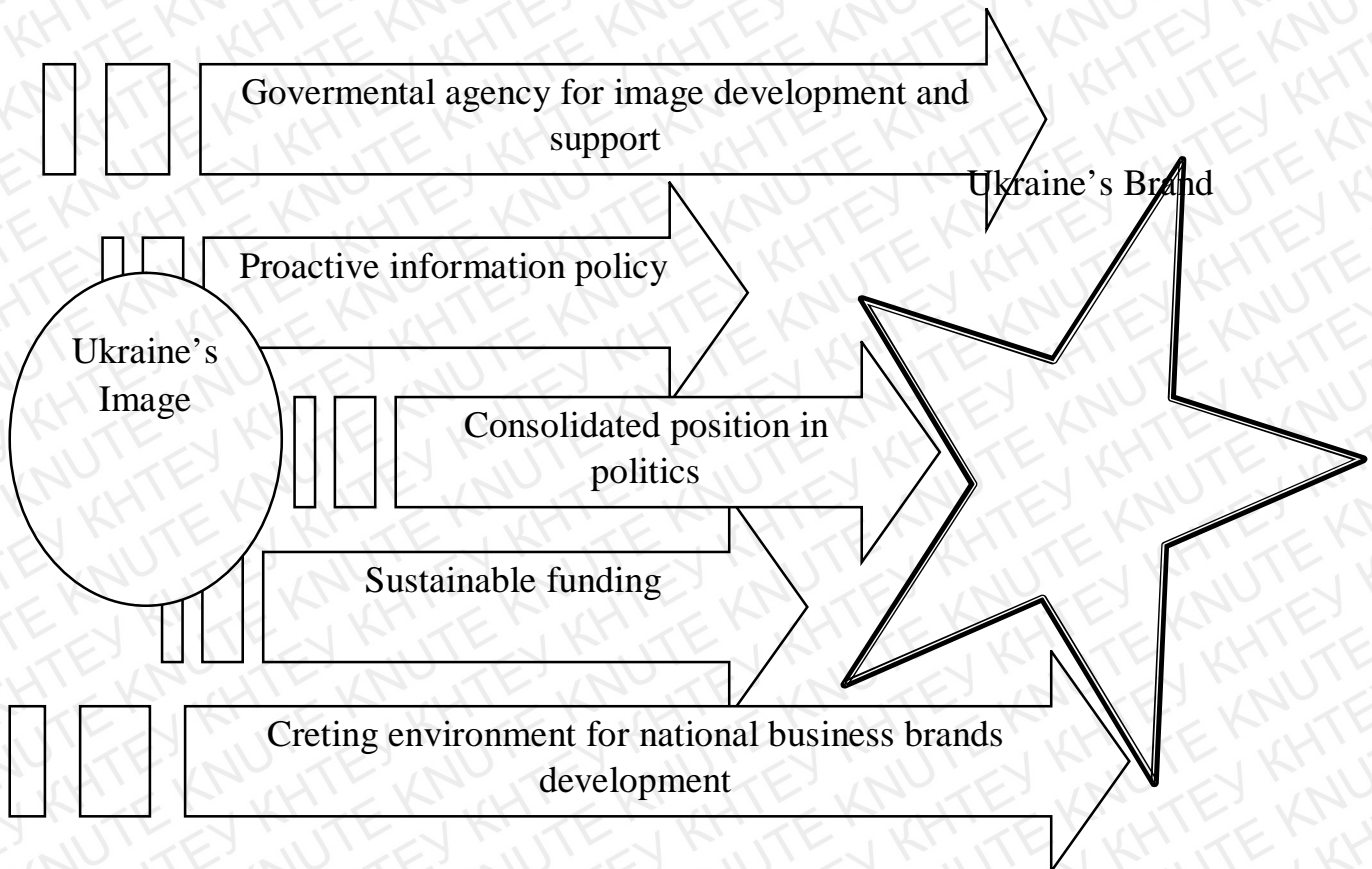 Govermental agency for image development and
support
Ukraine’s Brand
Proactive information policy
Ukraine’s
Image
Consolidated position in
politics
Sustainable funding
Creting environment for national business brands
development